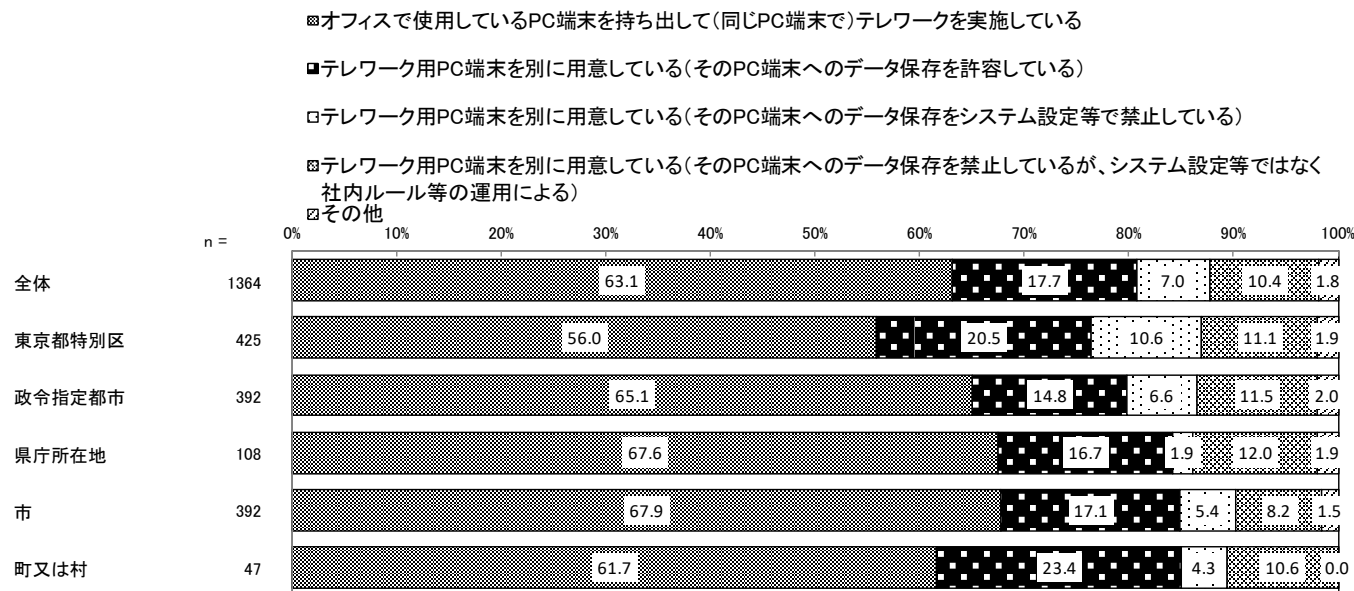 オフィスで使用しているPC端末を持ち出して(同じPC端末で)テレワークを実施している
テレワーク用PC端末を別に用意している(そのPC端末へのデータ保存を許容している)
テレワーク用PC端末を別に用意している(そのPC端末へのデータ保存をシステム設定等で禁止している)
テレワーク用PC端末を別に用意している(そのPC端末へのデータ保存を禁止しているが、システム設定等ではなく
社内ルール等の運用による)
その他
n = 0% 10% 20% 30% 40% 50% 60% 70% 80% 90% 100%
全体 1364 63.1 17.7 7.0 10.4 1.8
東京都特別区 425 56.0 20.5 10.6 11.1 1.9
政令指定都市 392 65.1 14.8 6.6 11.5 2.0
県庁所在地 108 67.6 16.7 1.9 12.0 1.9
市 392 67.9 17.1 5.4 8.2 1.5
町又は村 47 61.7 23.4 4.3 10.6 0.0